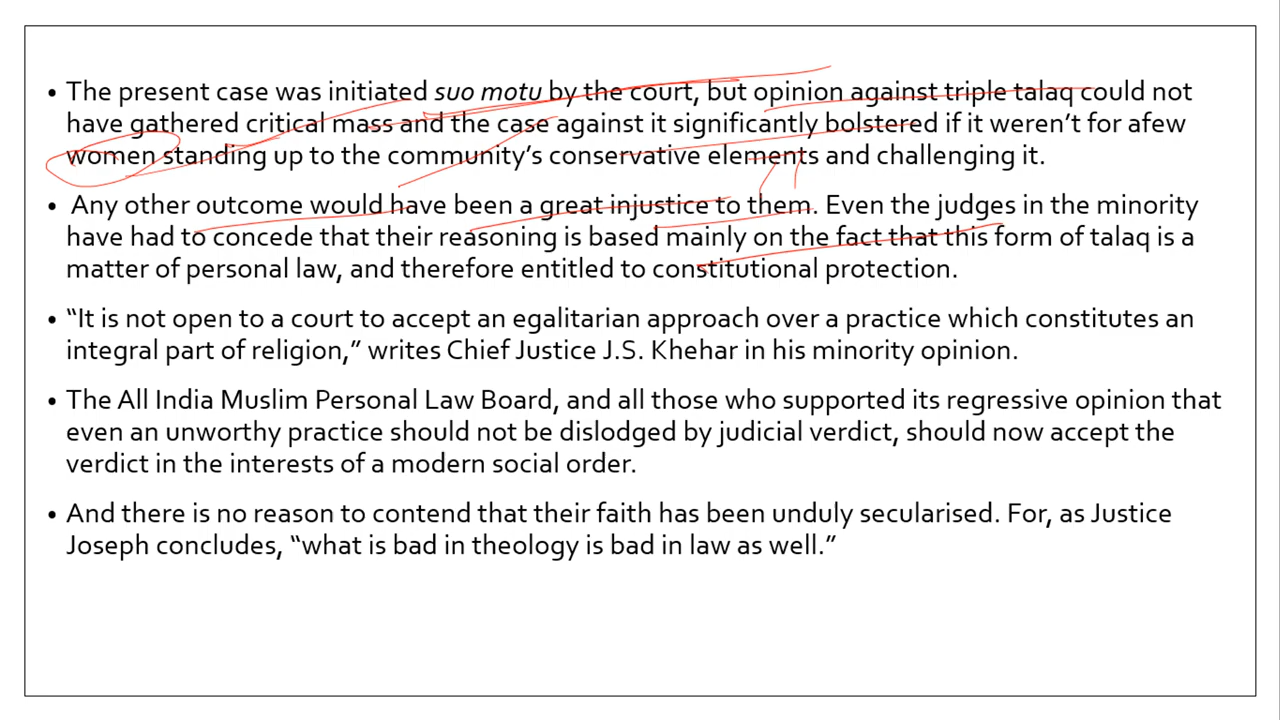 • The present case was initiated suo motu by the court, but opinion against triple talaq could not
have gathered critical mass and the case against it significantly bolstered if it weren’t for afew
women standing up to the community’s conservative elements and challenging it.
• Any other outcome would have been a great injustice to them. Even the judges in the minority
have had to concede that their reasoning is based mainly on the fact that this form of talaq is a
matter of personal law, and therefore entitled to constitutional protection.
• “It is not open to a court to accept an egalitarian approach over a practice which constitutes an
integral part of religion,” writes Chief Justice J.S. Khehar in his minority opinion.
• The All India Muslim Personal Law Board, and all those who supported its regressive opinion that
even an unworthy practice should not be dislodged by judicial verdict, should now accept the
verdict in the interests of a modern social order.
• And there is no reason to contend that their faith has been unduly secularised. For, as Justice
Joseph concludes, “what is bad in theology is bad in law as well.”